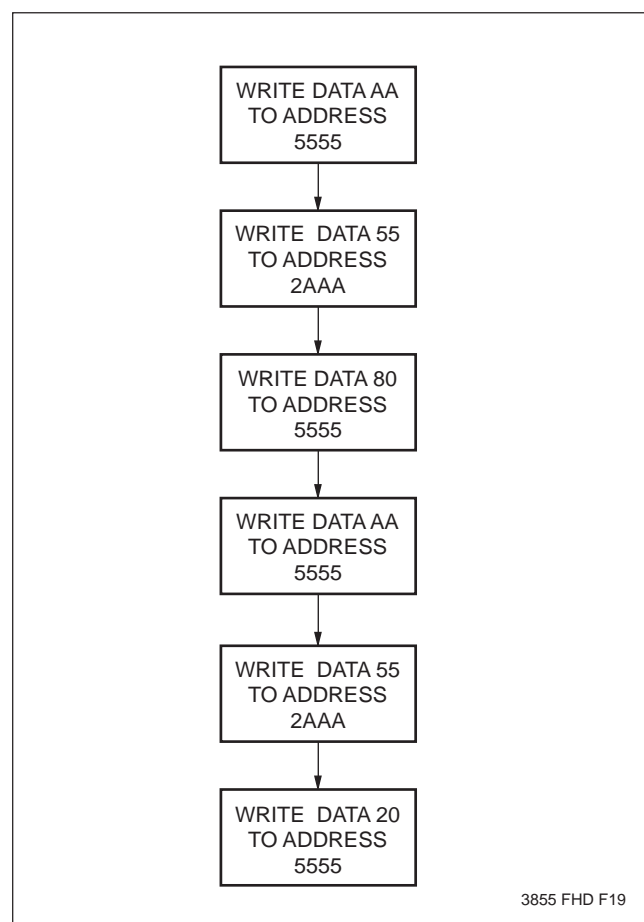 WRITE DATA AA
TO ADDRESS
5555
WRITE DATA 55
TO ADDRESS
2AAA
WRITE DATA 80
TO ADDRESS
5555
WRITE DATA AA
TO ADDRESS
5555
WRITE DATA 55
TO ADDRESS
2AAA
WRITE DATA 20
TO ADDRESS
5555
3855 FHD F19